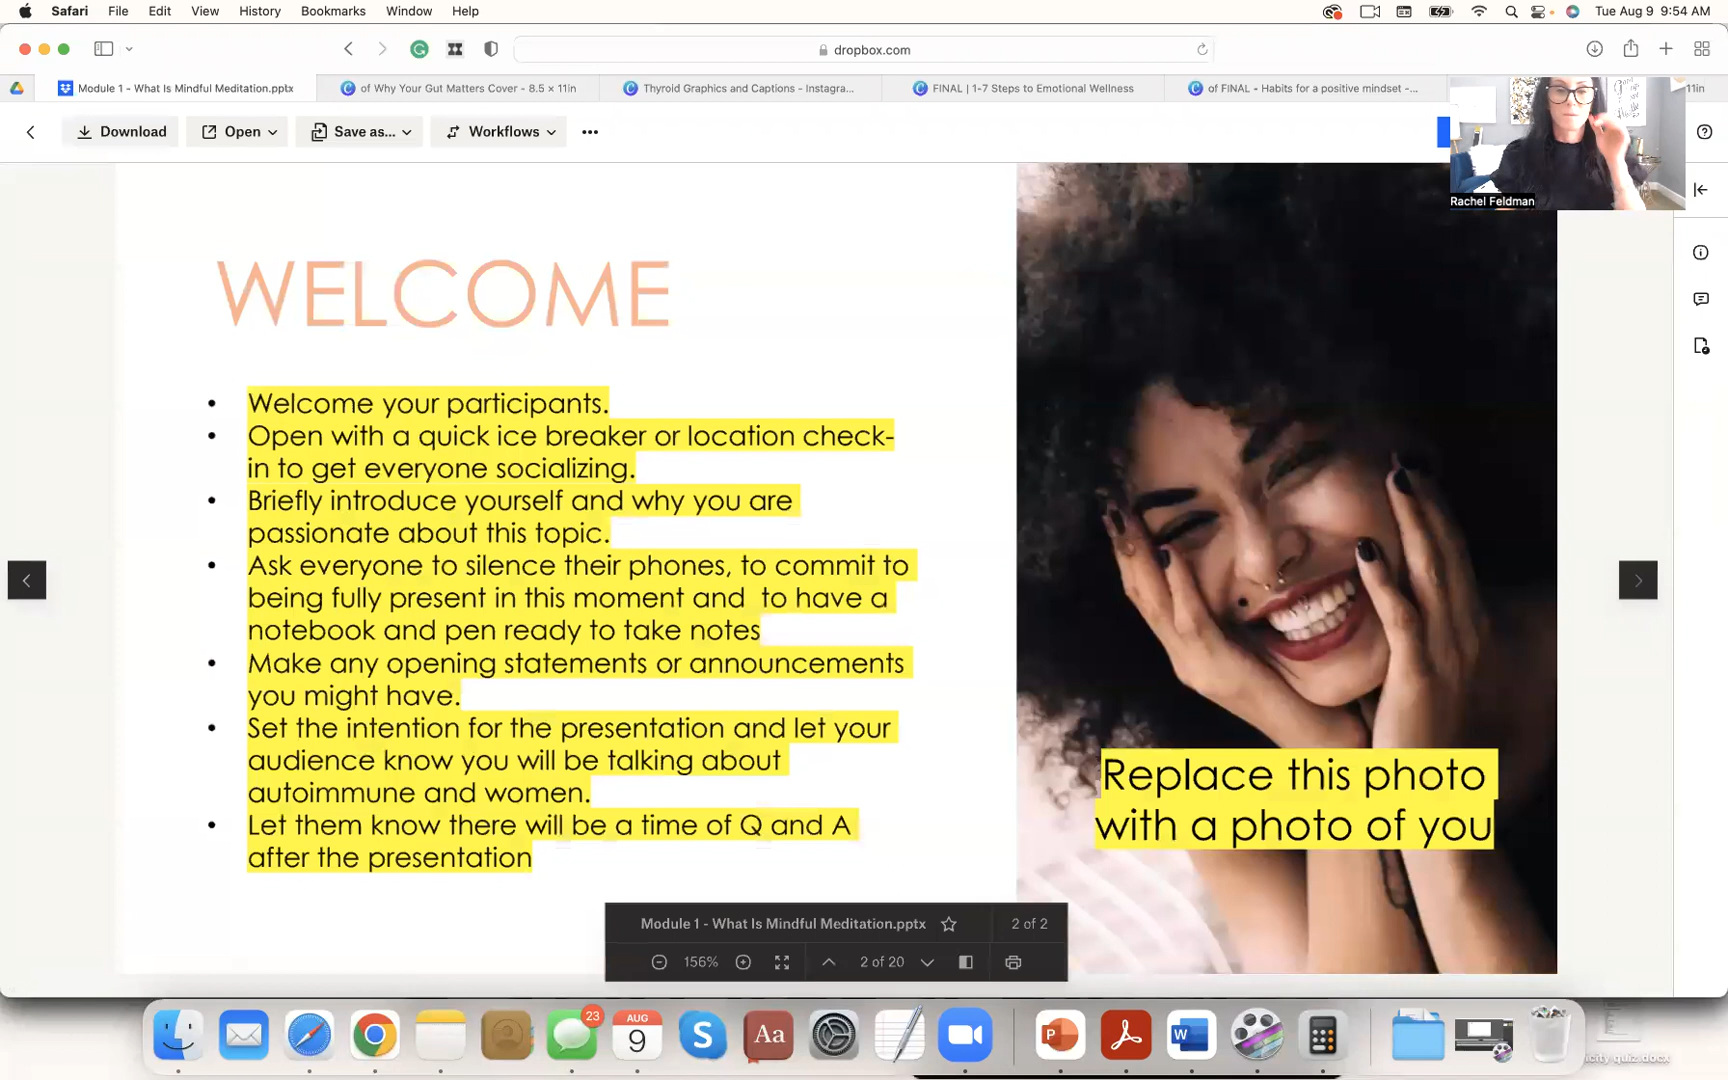 Safari File Edit View History Bookmarks Window Help
Tue Aug 9 9:54 AM
dropbox.com
Module 1 - What Is Mindful Meditation.pptx
of Why Your Gut Matters Cover - 8.5 × 11in
Thyroid Graphics and Captions - Instagra...
FINAL | 1-7 Steps to Emotional Wellness
of FINAL - Habits for a positive mindset -...
11in
Download
Open
Save as...
Workflows
Rachel Feldman
WELCOME
• Welcome your participants.
• Open with a quick ice breaker or location check-
in to get everyone socializing.
• Briefly introduce yourself and why you are
passionate about this topic.
• Ask everyone to silence their phones, to commit to
being fully present in this moment and to have a
notebook and pen ready to take notes
• Make any opening statements or announcements
you might have.
• Set the intention for the presentation and let your
audience know you will be talking about
autoimmune and women.
• Let them know there will be a time of Q and A
after the presentation
Replace this photo
with a photo of you
Module 1 - What Is Mindful Meditation.pptx
2 of 2
156%
2 of 20
23
AUG
9
Aa
icity quiz.docx